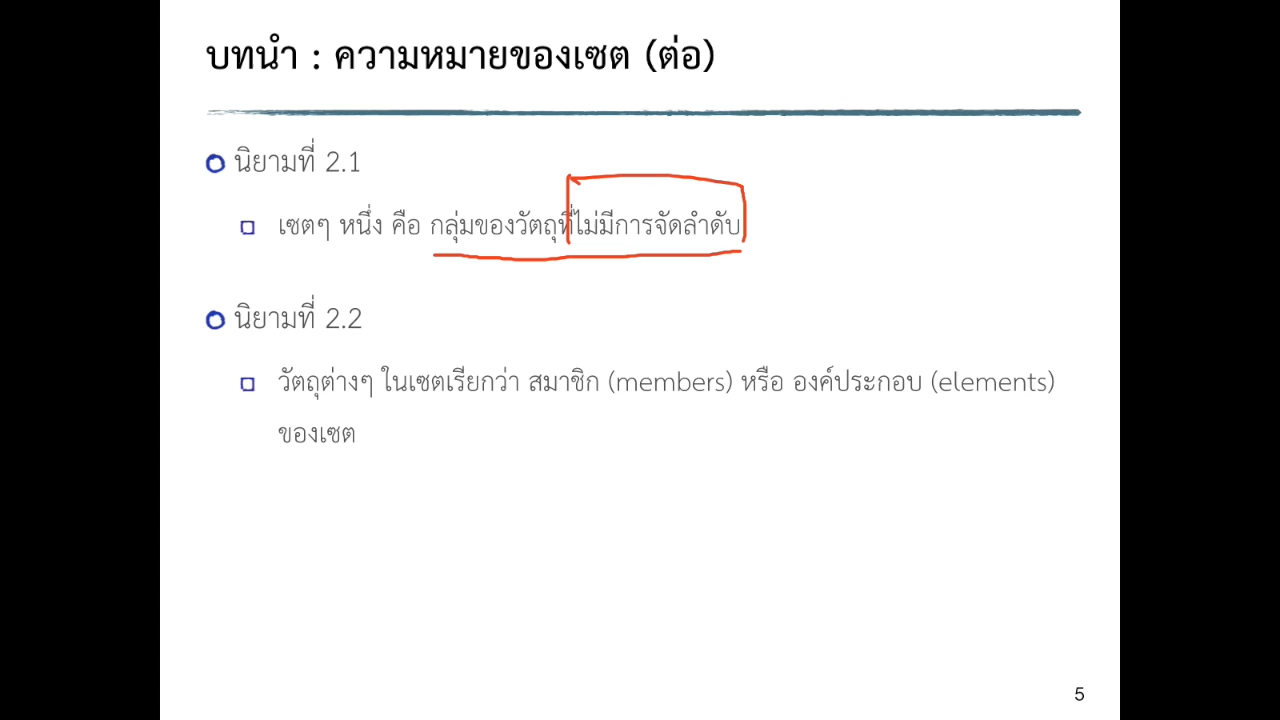 บทนำ : ความหมายของเซต (ต่อ)
นิยามที่ 2.1
เซตๆ หนึ่ง คือ กลุ่มของวัตถุที่ไม่มีการจัดลำดับ
นิยามที่ 2.2
วัตถุต่างๆ ในเซตเรียกว่า สมาชิก (members) หรือ องค์ประกอบ (elements)
ของเซต
5